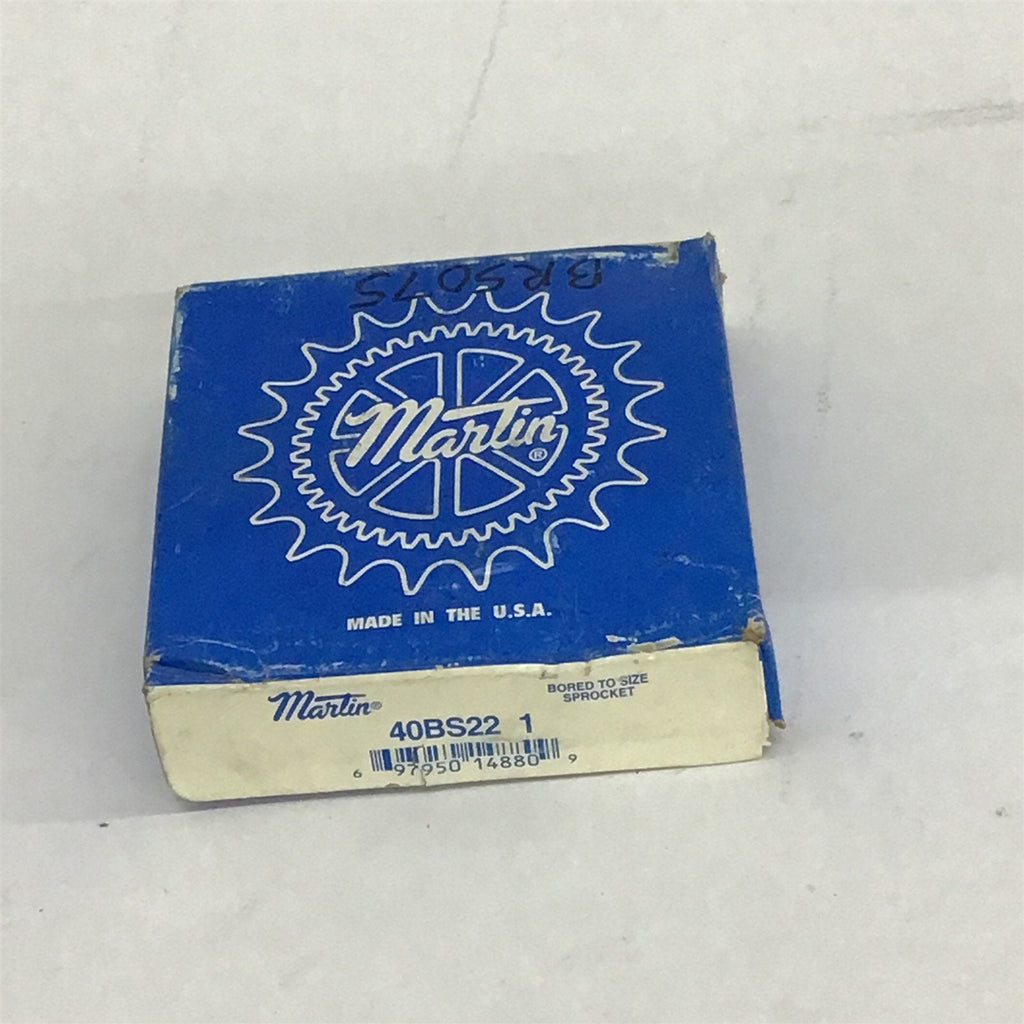 BR5075
Martin®
MADE IN THE U.S.A.
Martin®
BORED TO SIZE
SPROCKET
40BS22 1
6 97950 14880 9